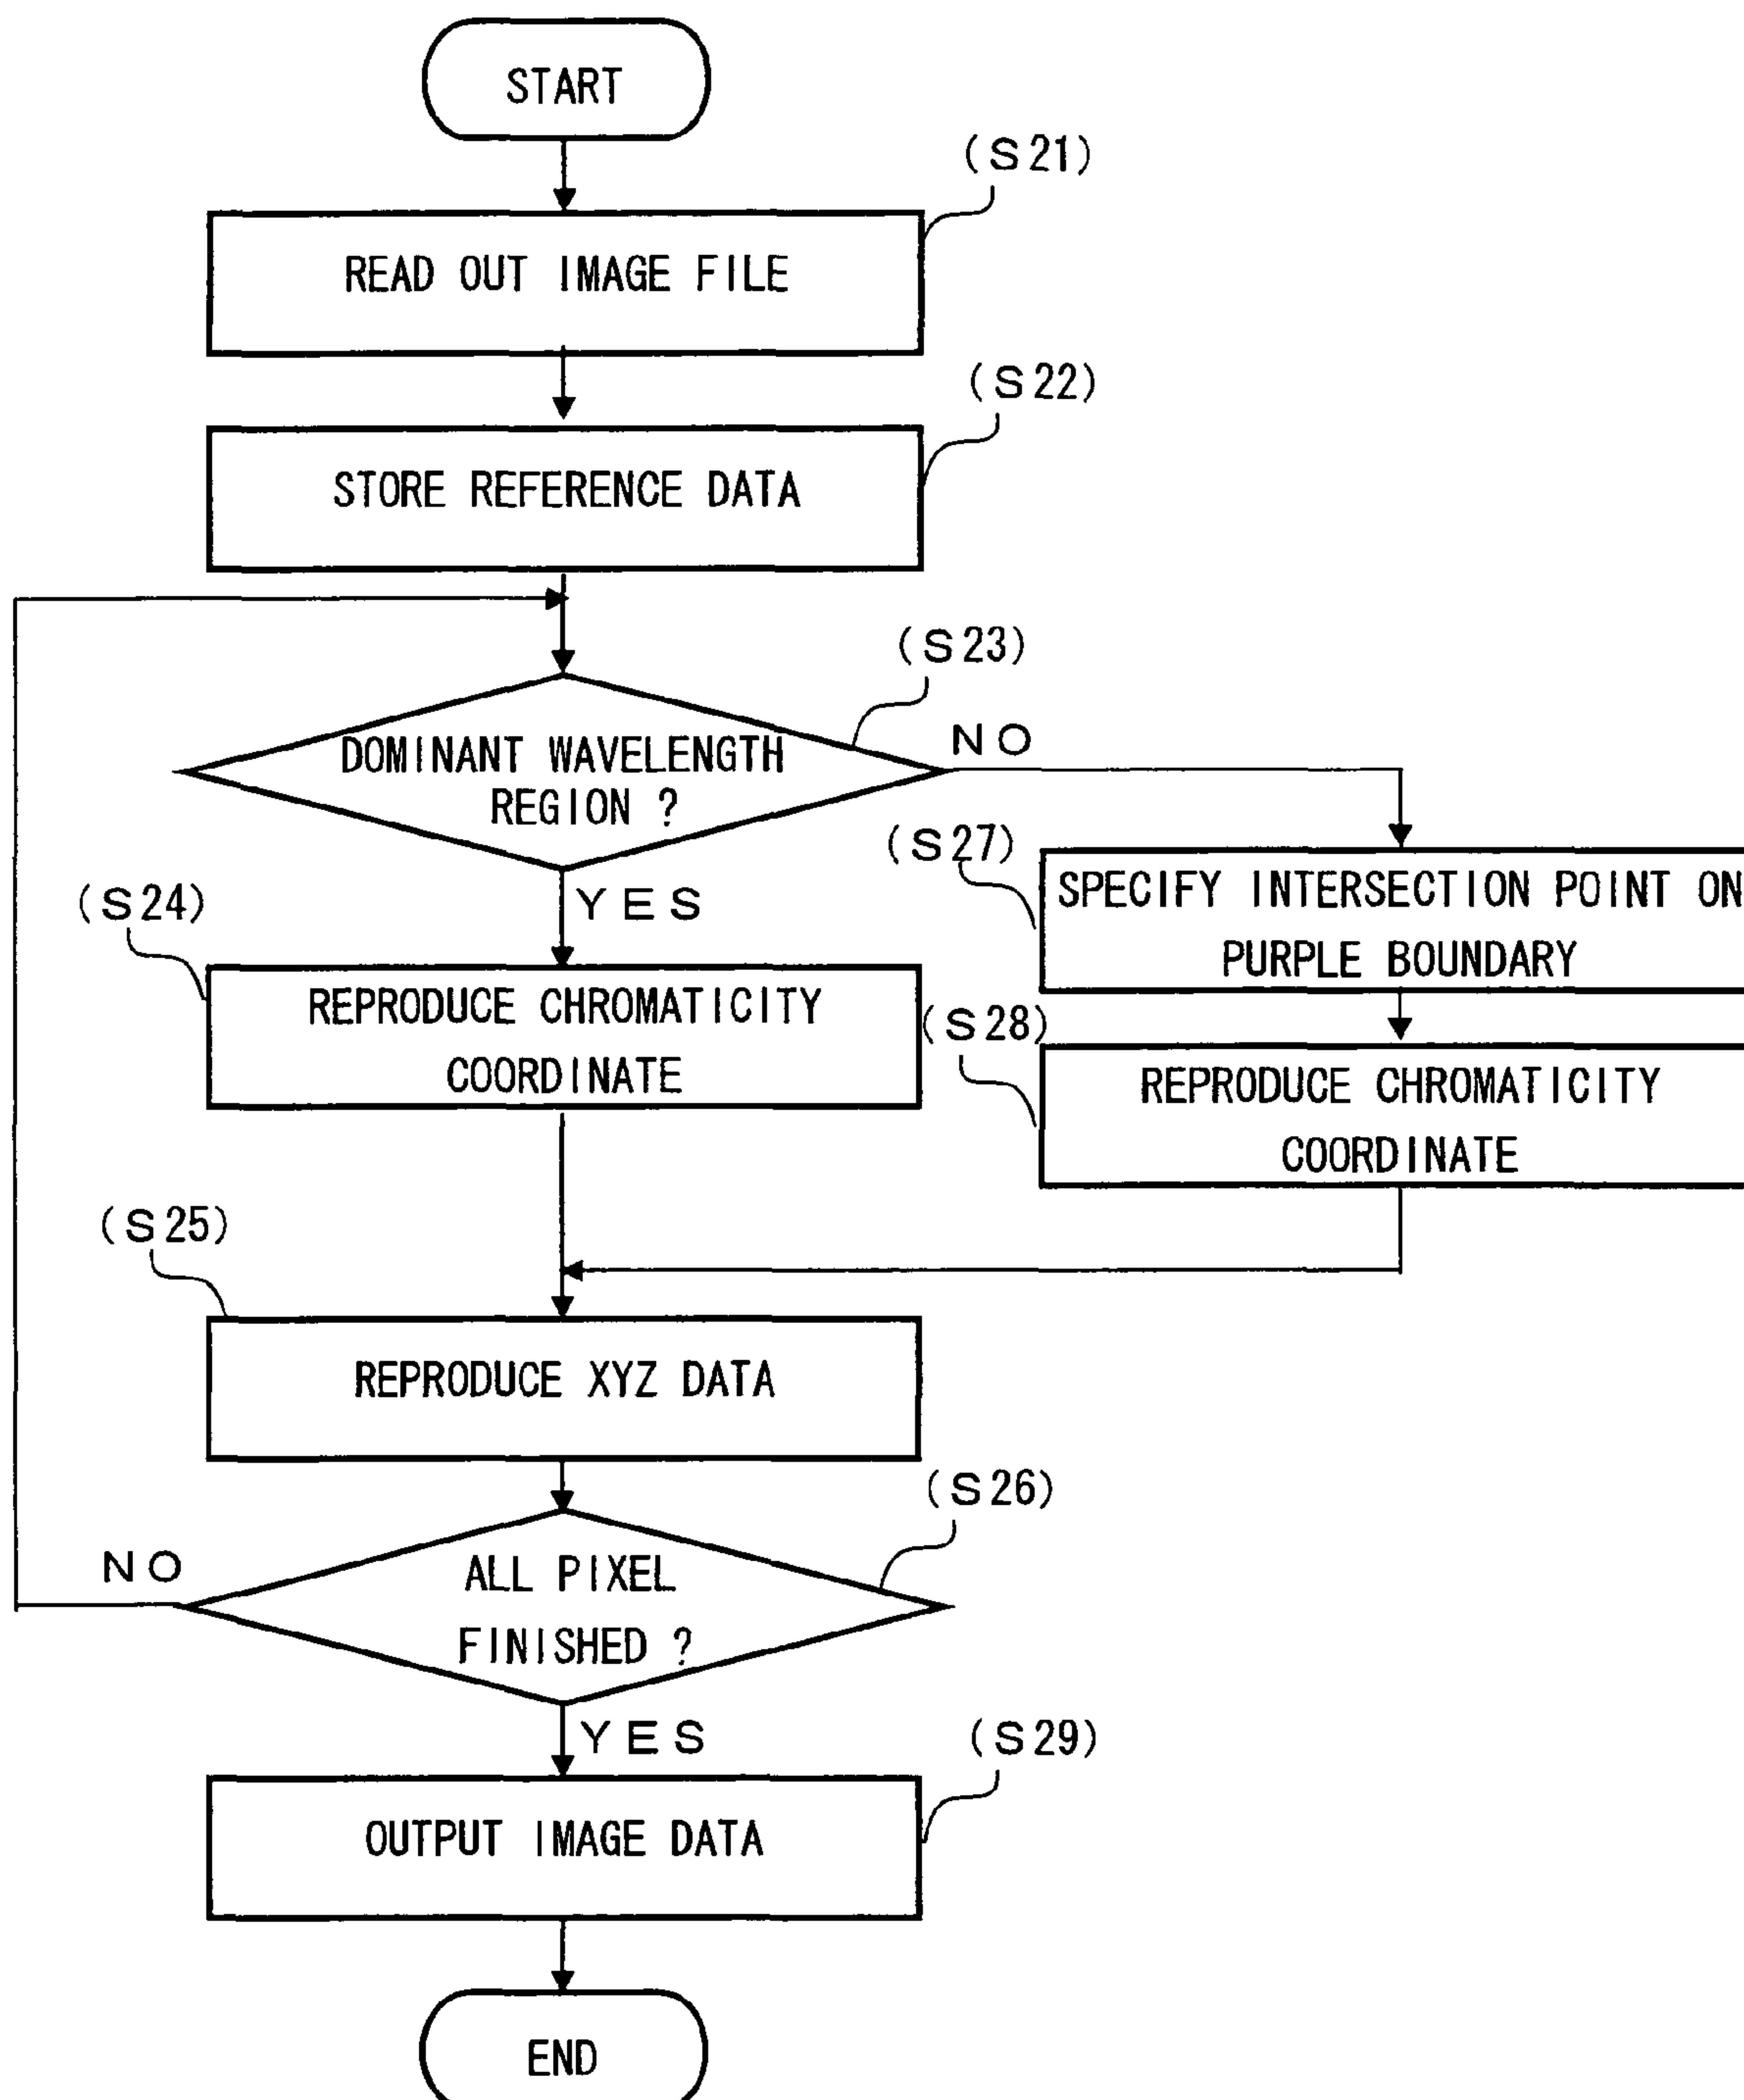 START
(S21)
READ OUT IMAGE FILE
(S22)
STORE REFERENCE DATA
(S23)
DOMINANT WAVELENGTH
REGION ?
NO
YES
(S27)
SPECIFY INTERSECTION POINT ON
PURPLE BOUNDARY
(S24)
REPRODUCE CHROMATICITY
COORDINATE
(S28)
REPRODUCE CHROMATICITY
COORDINATE
(S25)
REPRODUCE XYZ DATA
(S26)
ALL PIXEL
FINISHED ?
NO
YES
(S29)
OUTPUT IMAGE DATA
END